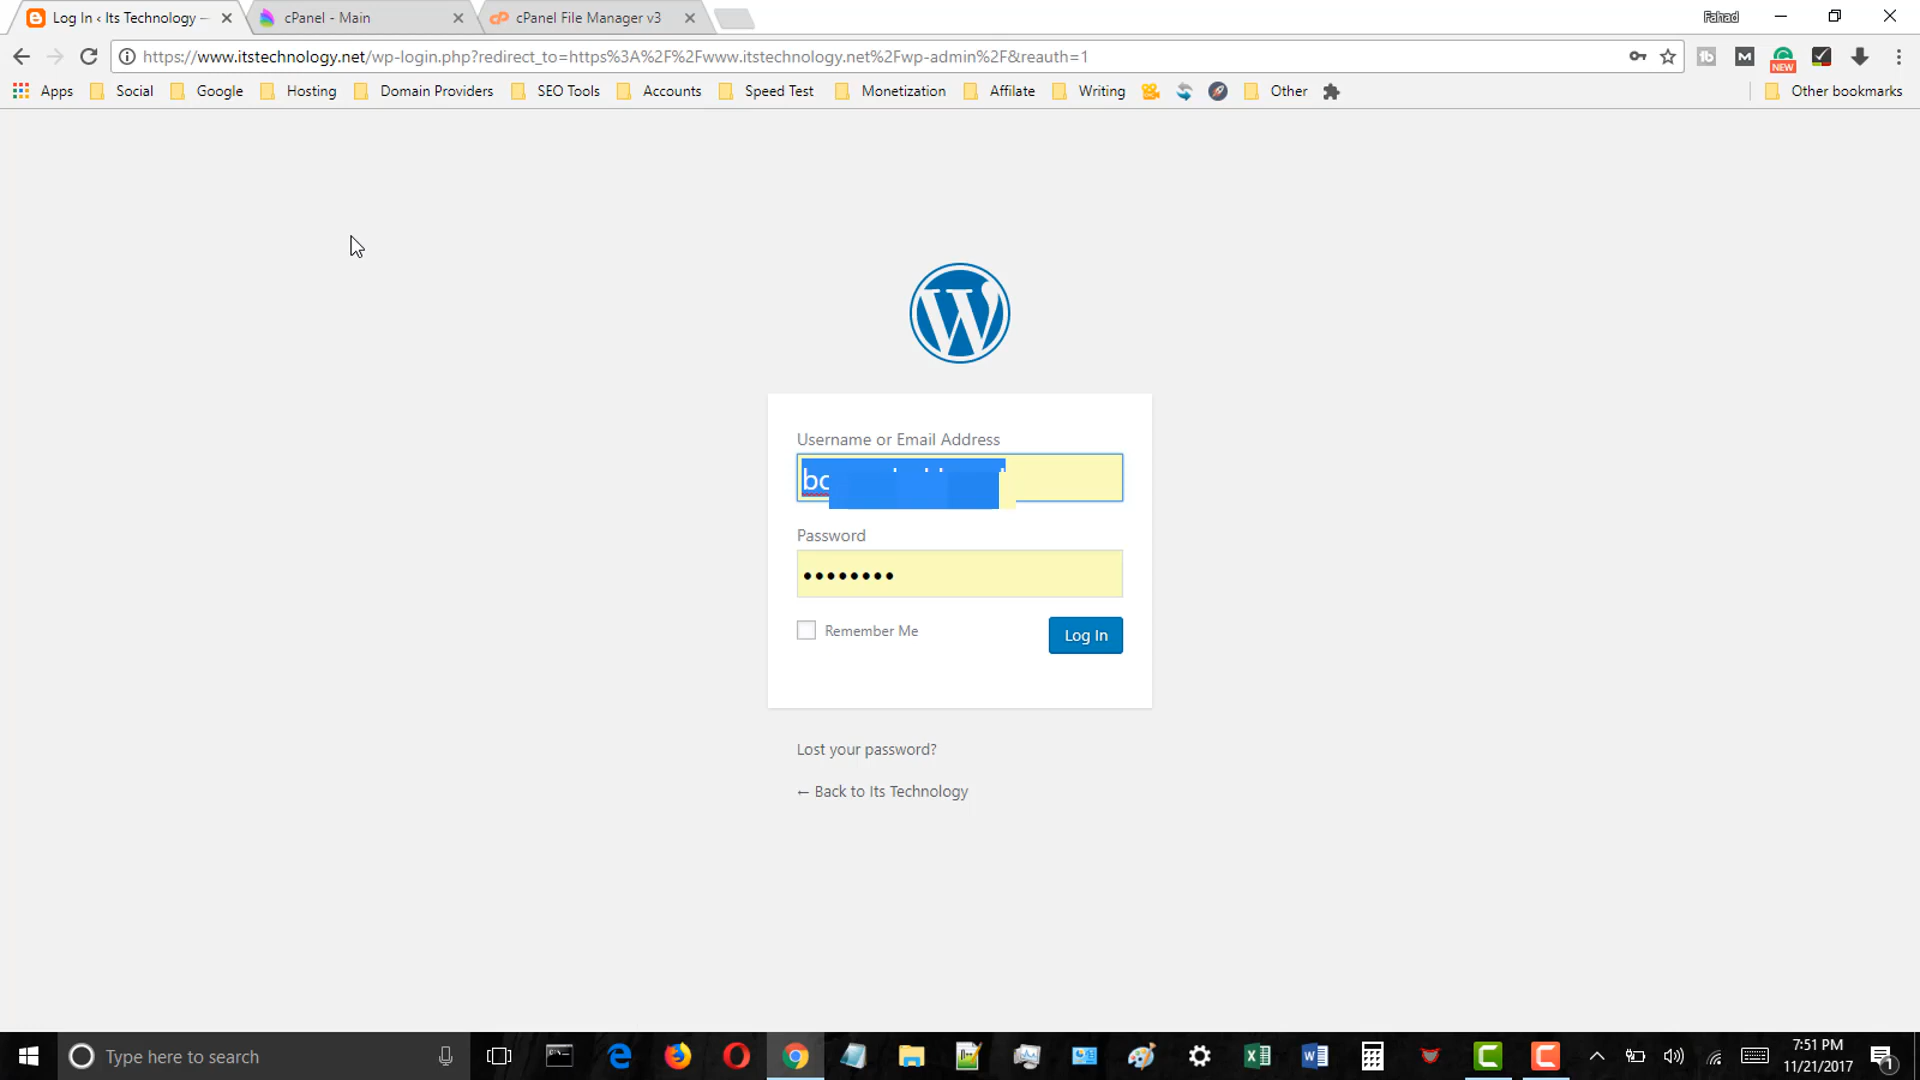 Log In ‹ Its Technology —
cPanel - Main
cPanel File Manager v3
Fahad
https://www.itstechnology.net/wp-login.php?redirect_to=https%3A%2F%2Fwww.itstechnology.net%2Fwp-admin%2F&reauth=1
NEW
Apps Social Google Hosting Domain Providers SEO Tools Accounts Speed Test Monetization Affilate Writing Other Other bookmarks
Username or Email Address
Password
••••••••
Remember Me
Log In
Lost your password?
← Back to Its Technology
Type here to search
7:51 PM
11/21/2017
1